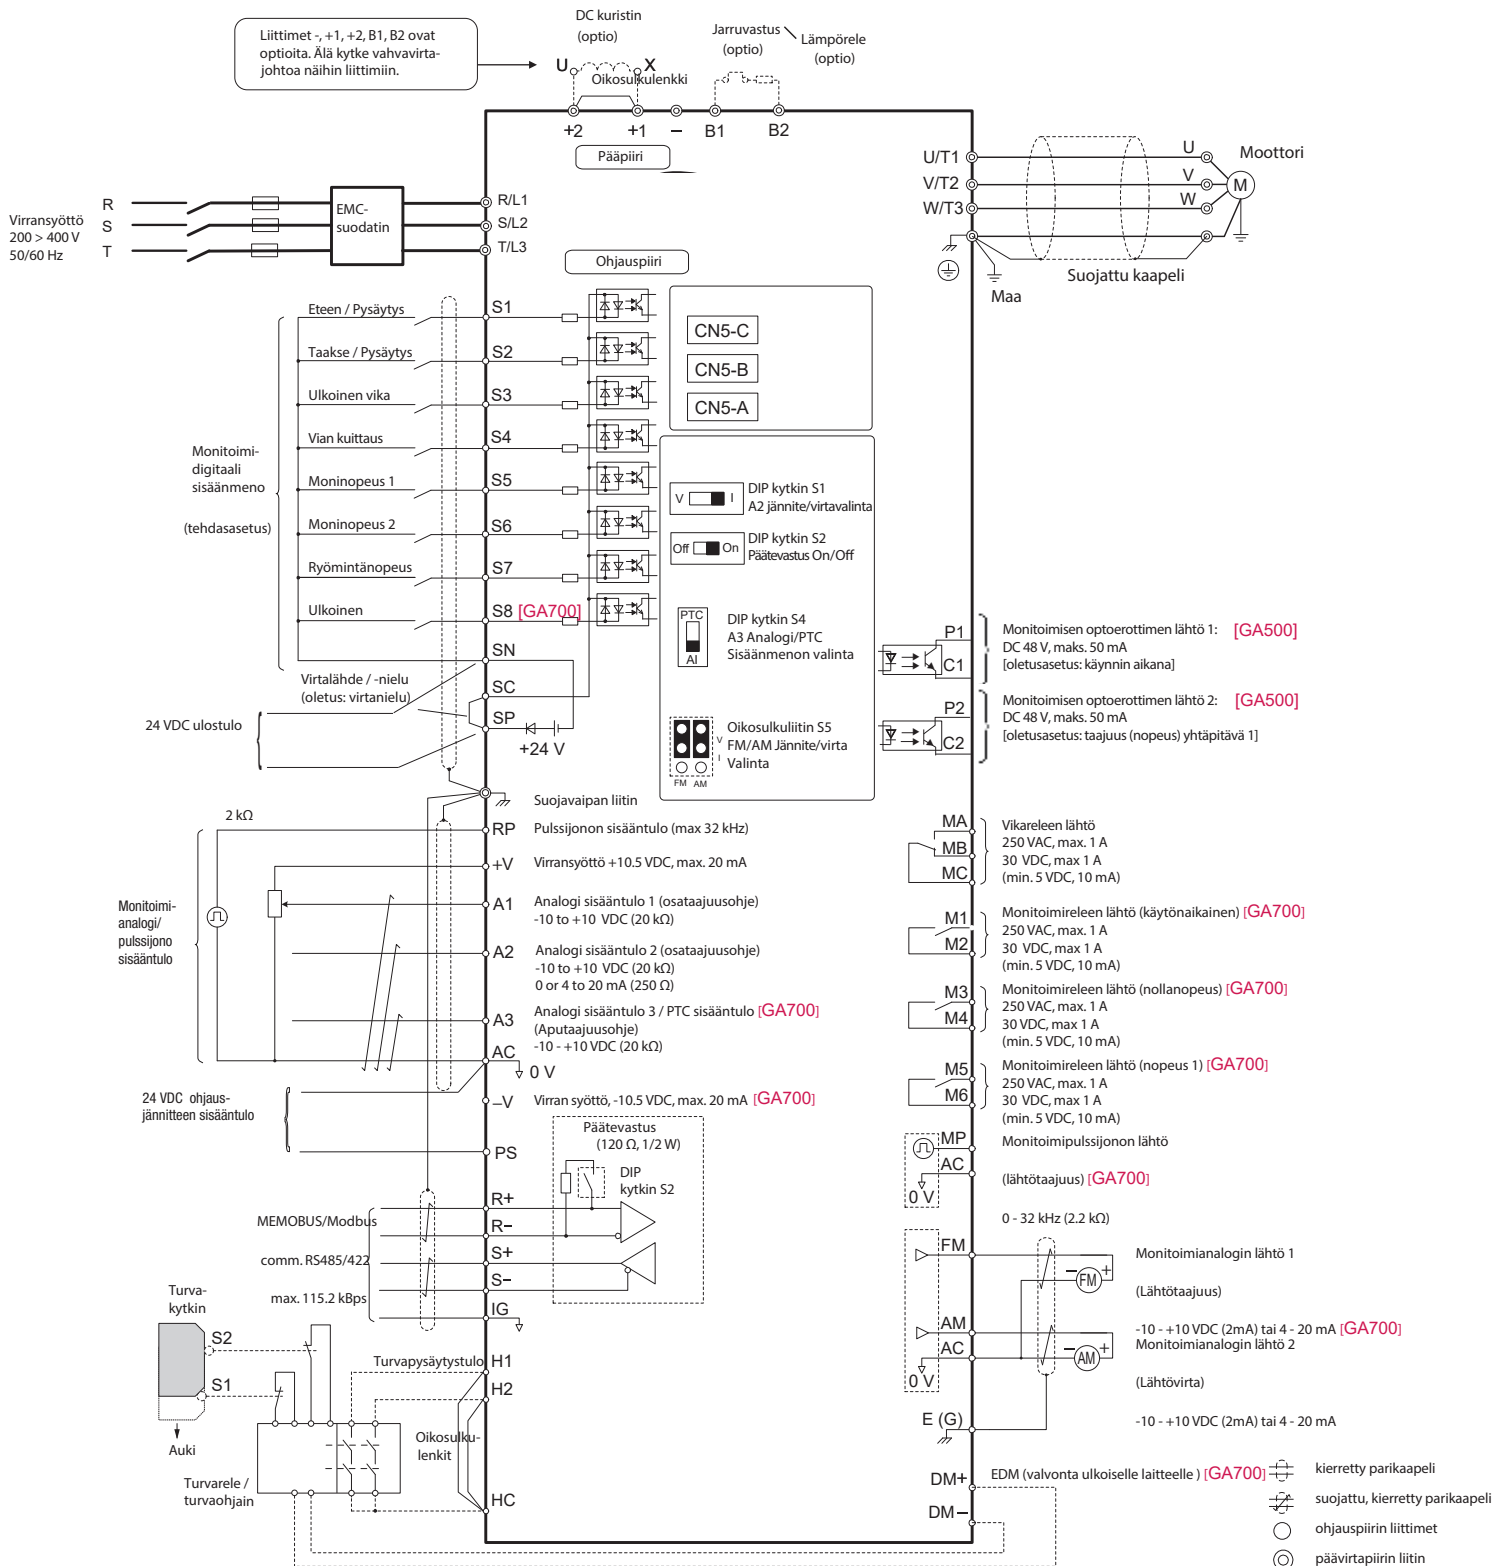 Liittimet -, +1, +2, B1, B2 ovat
optioita. Älä kytke vahvavirta-
johtoa näihin liittimiin.
DC kuristin
(optio)
Jarruvastus
(optio)
Lämpörele
(optio)
U
X
Oikosulkulenkki
+2
+1
–
B1
B2
Pääpiiri
Virransyöttö
200 > 400 V
50/60 Hz
R
S
T
EMC-
suodatin
R/L1
S/L2
T/L3
U/T1
V/T2
W/T3
U
V
W
Moottori
M
Suojattu kaapeli
Maa
Ohjauspiiri
Monitoimi-
digitaali
sisäänmeno
(tehdasasetus)
Eteen / Pysäytys
S1
Taakse / Pysäytys
S2
Ulkoinen vika
S3
Vian kuittaus
S4
Moninopeus 1
S5
Moninopeus 2
S6
Ryömintänopeus
S7
Ulkoinen
S8 [GA700]
SN
Virtalähde / -nielu
(oletus: virtanielu)
SC
SP
+24 V
24 VDC ulostulo
CN5-C
CN5-B
CN5-A
V
I
DIP kytkin S1
A2 jännite/virtavalinta
Off
On
DIP kytkin S2
Päätevastus On/Off
PTC
AI
DIP kytkin S4
A3 Analogi/PTC
Sisäänmenon valinta
V
I
FM
AM
Oikosulkuliitin S5
FM/AM Jännite/virta
Valinta
P1
C1
Monitoimisen optoerottimen lähtö 1: [GA500]
DC 48 V, maks. 50 mA
[oletusasetus: käynnin aikana]
P2
C2
Monitoimisen optoerottimen lähtö 2: [GA500]
DC 48 V, maks. 50 mA
[oletusasetus: taajuus (nopeus) yhtäpitävä 1]
Suojavaipan liitin
2 kΩ
Monitoimi-
analogi/
pulssijono
sisääntulo
RP
Pulssijonon sisääntulo (max 32 kHz)
+V
Virransyöttö +10.5 VDC, max. 20 mA
A1
Analogi sisääntulo 1 (osataajuusohje)
-10 to +10 VDC (20 kΩ)
A2
Analogi sisääntulo 2 (osataajuusohje)
-10 to +10 VDC (20 kΩ)
0 or 4 to 20 mA (250 Ω)
A3
Analogi sisääntulo 3 / PTC sisääntulo [GA700]
(Aputaajuusohje)
-10 - +10 VDC (20 kΩ)
AC
0 V
24 VDC ohjaus-
jännitteen sisääntulo
–V
Virran syöttö, -10.5 VDC, max. 20 mA [GA700]
PS
Päätevastus
(120 Ω, 1/2 W)
DIP
kytkin S2
MEMOBUS/Modbus
comm. RS485/422
max. 115.2 kBps
R+
R–
S+
S–
IG
MA
MB
MC
Vikareleen lähtö
250 VAC, max. 1 A
30 VDC, max 1 A
(min. 5 VDC, 10 mA)
M1
M2
Monitoimireleen lähtö (käytönaikainen) [GA700]
250 VAC, max. 1 A
30 VDC, max 1 A
(min. 5 VDC, 10 mA)
M3
M4
Monitoimireleen lähtö (nollanopeus) [GA700]
250 VAC, max. 1 A
30 VDC, max 1 A
(min. 5 VDC, 10 mA)
M5
M6
Monitoimireleen lähtö (nopeus 1) [GA700]
250 VAC, max. 1 A
30 VDC, max 1 A
(min. 5 VDC, 10 mA)
MP
AC
0 V
Monitoimipulssijonon lähtö
(lähtötaajuus) [GA700]
0 - 32 kHz (2.2 kΩ)
FM
FM
– +
Monitoimianalogin lähtö 1
(Lähtötaajuus)
-10 - +10 VDC (2mA) tai 4 - 20 mA [GA700]
AM
AC
0 V
AM
– +
Monitoimianalogin lähtö 2
(Lähtövirta)
-10 - +10 VDC (2mA) tai 4 - 20 mA
E (G)
Turva-
kytkin
S2
S1
Auki
Turvarele /
turvaohjain
Turvapysäytystulo
H1
H2
Oikosulku-
lenkit
HC
DM+
DM–
EDM (valvonta ulkoiselle laitteelle ) [GA700]
kierretty parikaapeli
suojattu, kierretty parikaapeli
ohjauspiirin liittimet
päävirtapiirin liitin